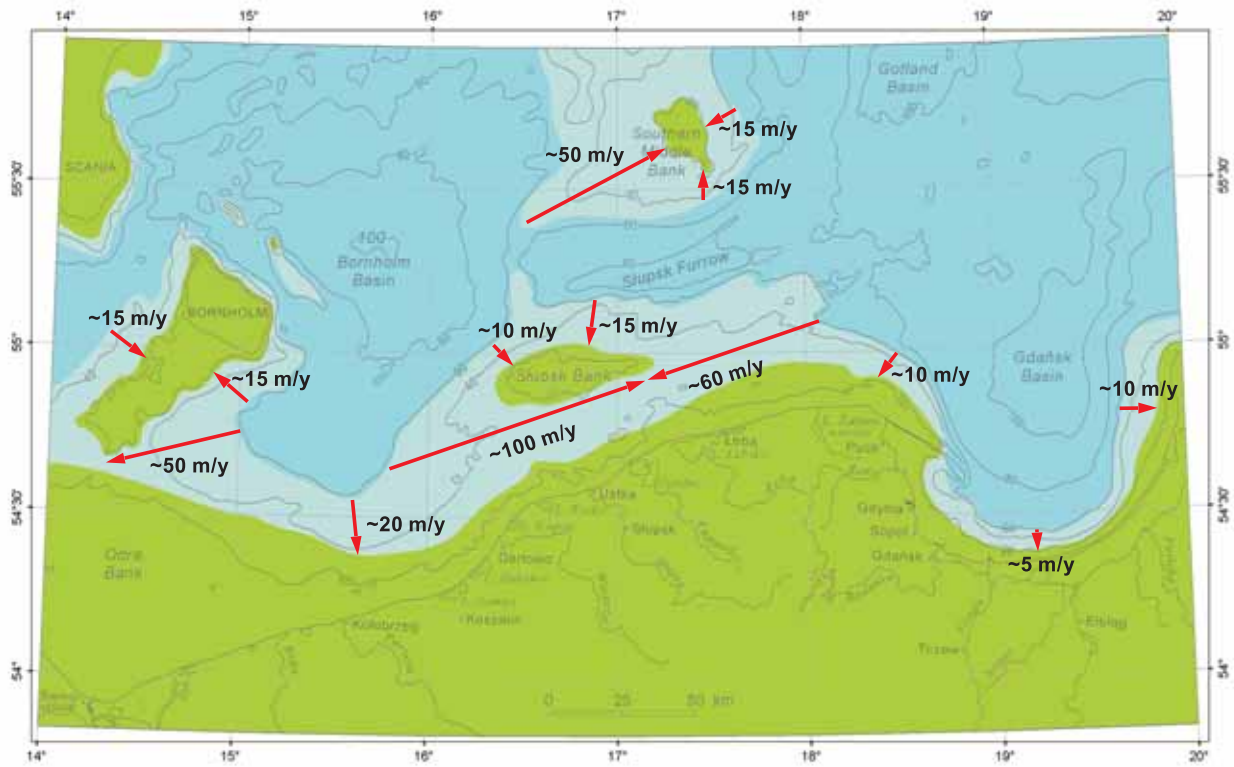 14° 15° 16° 17° 18° 19° 20°
Gotland
Basin
~15 m/y
Southern
Middle
Bank
~50 m/y
SCANIA
55°30'
55°30'
~15 m/y
100-
Bornholm
Basin
Słupsk Furrow
BORNHOLM
~15 m/y
~10 m/y
~15 m/y
55°
55°
Gdańsk
Basin
~15 m/y
Słupsk Bank
~60 m/y
~10 m/y
~10 m/y
~50 m/y
~100 m/y
Łeba
Puck
54°30'
54°30'
~20 m/y
Ustka
Słupsk
Gdynia
Sopot
Gdańsk
Odra
Bank
Darłowo
~5 m/y
Kołobrzeg
Koszalin
Elbląg
Tczew
54°
54°
0 25 50 km
14° 15° 16° 17° 18° 19° 20°